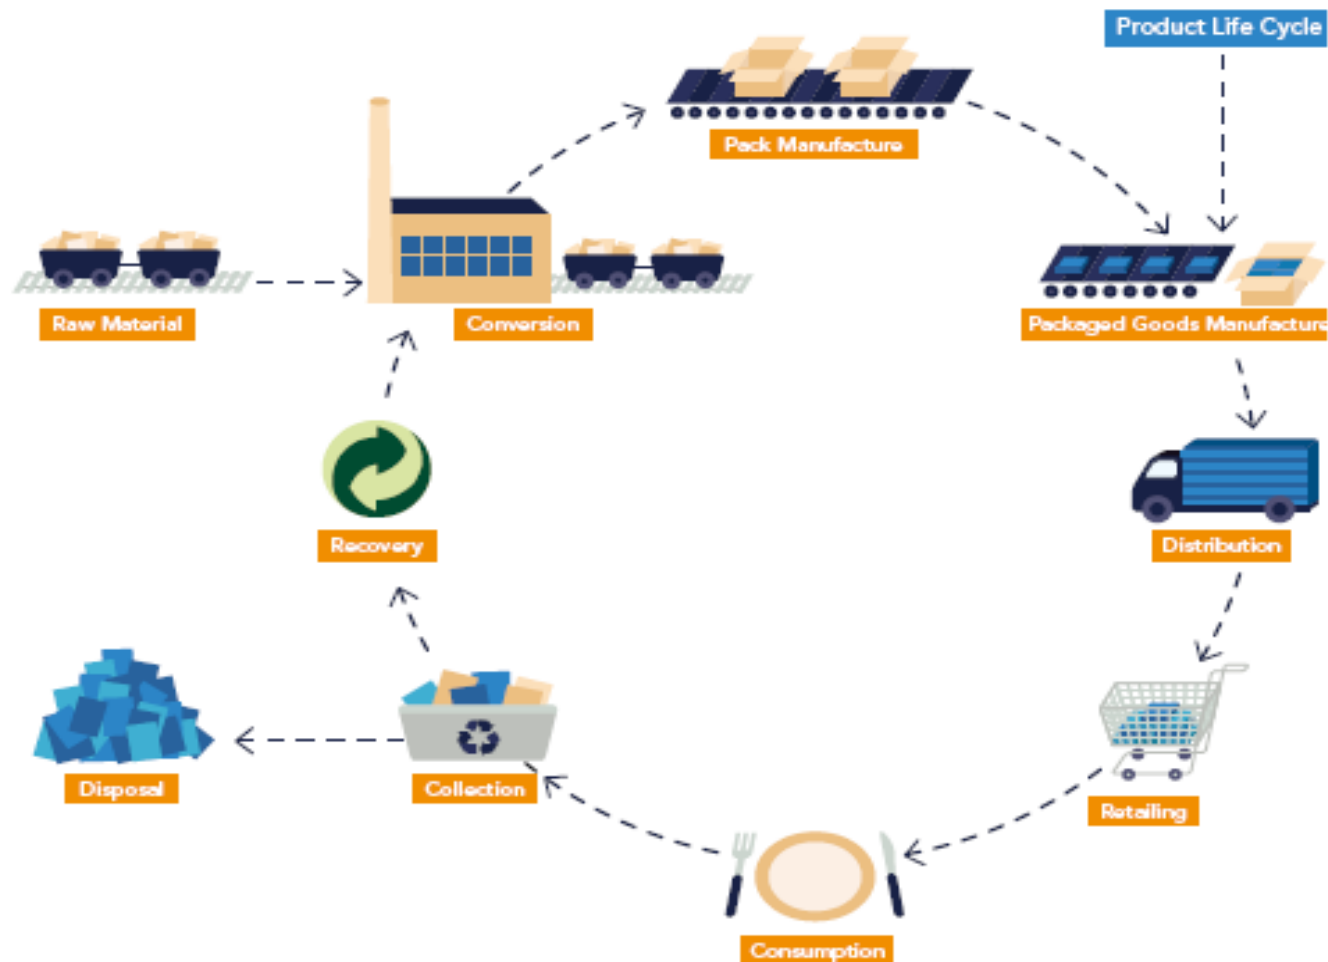 Product Life Cycle
Pack Manufacture
Raw Material
Conversion
Packaged Goods Manufacture
Recovery
Distribution
Disposal
Collection
Retailing
Consumption